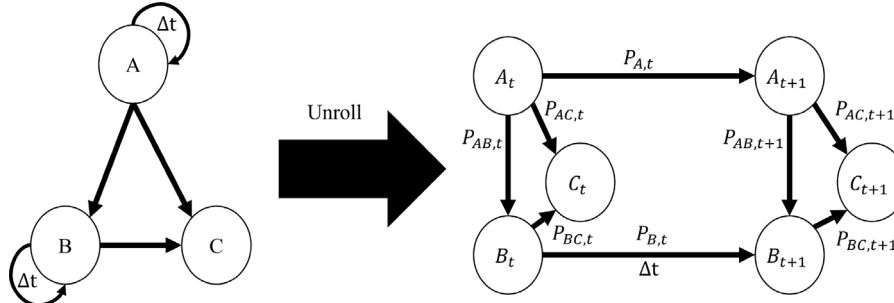 Δt
A
B
C
Δt
Unroll
A_t
P_{A,t}
A_{t+1}
P_{AC,t}
P_{AC,t+1}
P_{AB,t}
P_{AB,t+1}
C_t
C_{t+1}
P_{BC,t}
P_{B,t}
P_{BC,t+1}
B_t
Δt
B_{t+1}